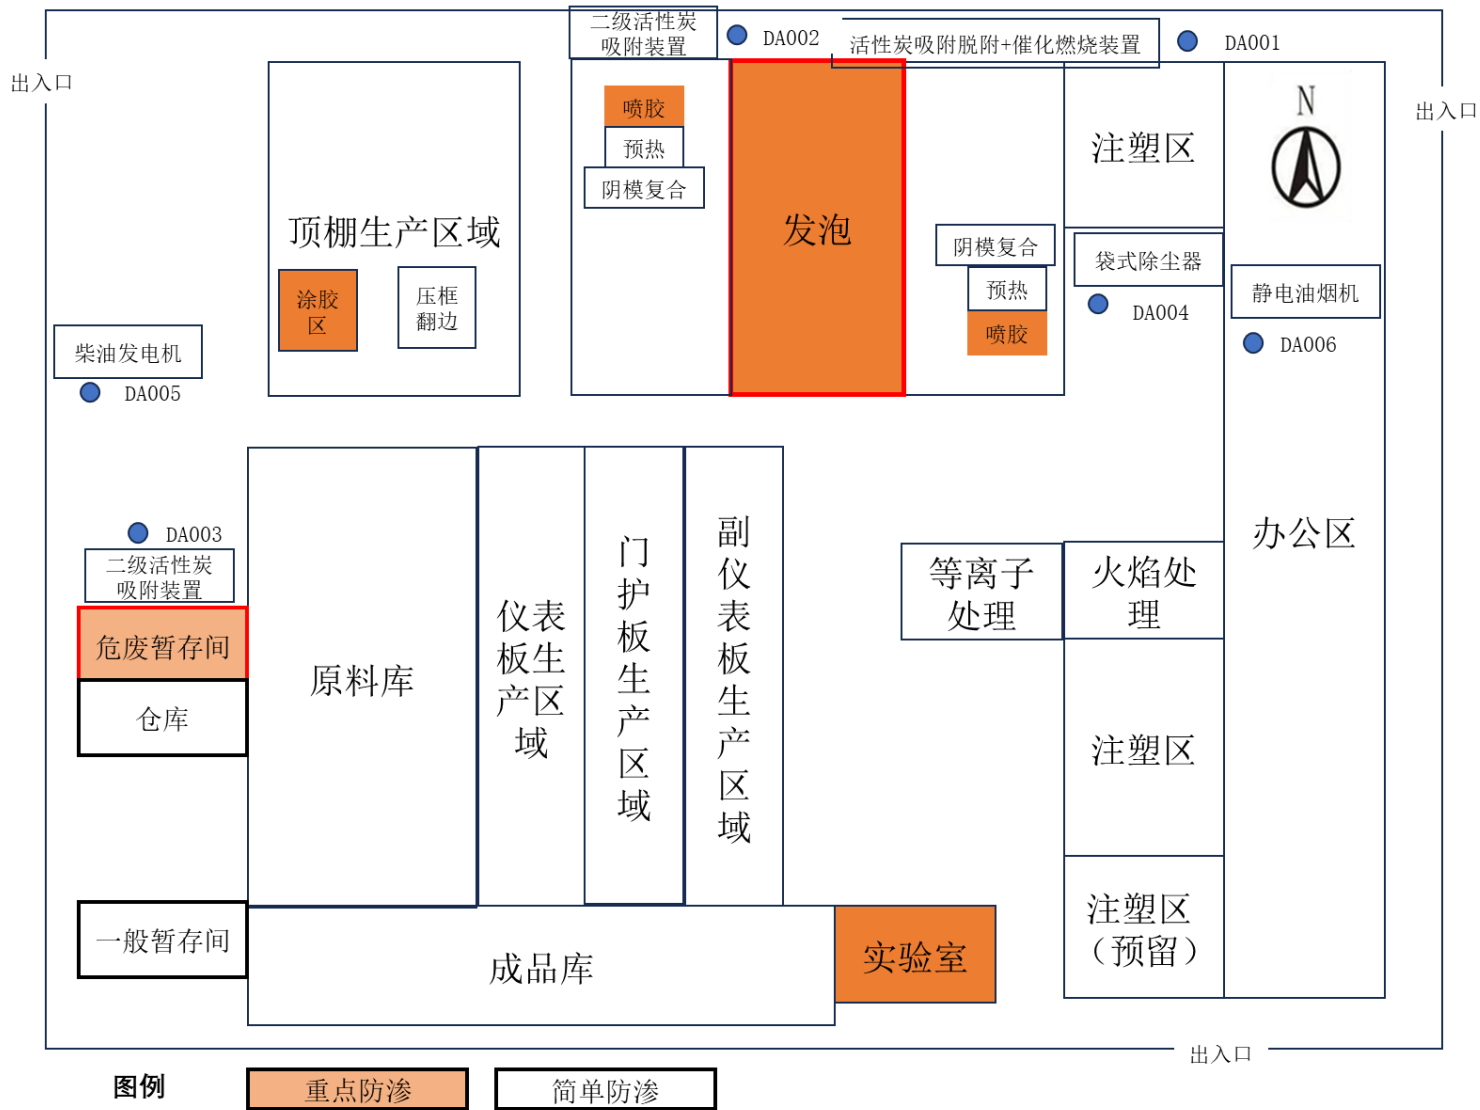 二级活性炭
吸附装置
DA002
活性炭吸附脱附+催化燃烧装置
DA001
出入口
出入口
喷胶
预热
阴模复合
发泡
注塑区
N
顶棚生产区域
涂胶
区
压框
翻边
阴模复合
预热
喷胶
袋式除尘器
DA004
静电油烟机
DA006
柴油发电机
DA005
DA003
二级活性炭
吸附装置
危废暂存间
仓库
原料库
仪表
板生
产区
域
门护板生产区域
副仪表板生产区域
等离子
处理
火焰处
理
办公区
注塑区
注塑区
（预留）
一般暂存间
成品库
实验室
出入口
图例
重点防渗
简单防渗